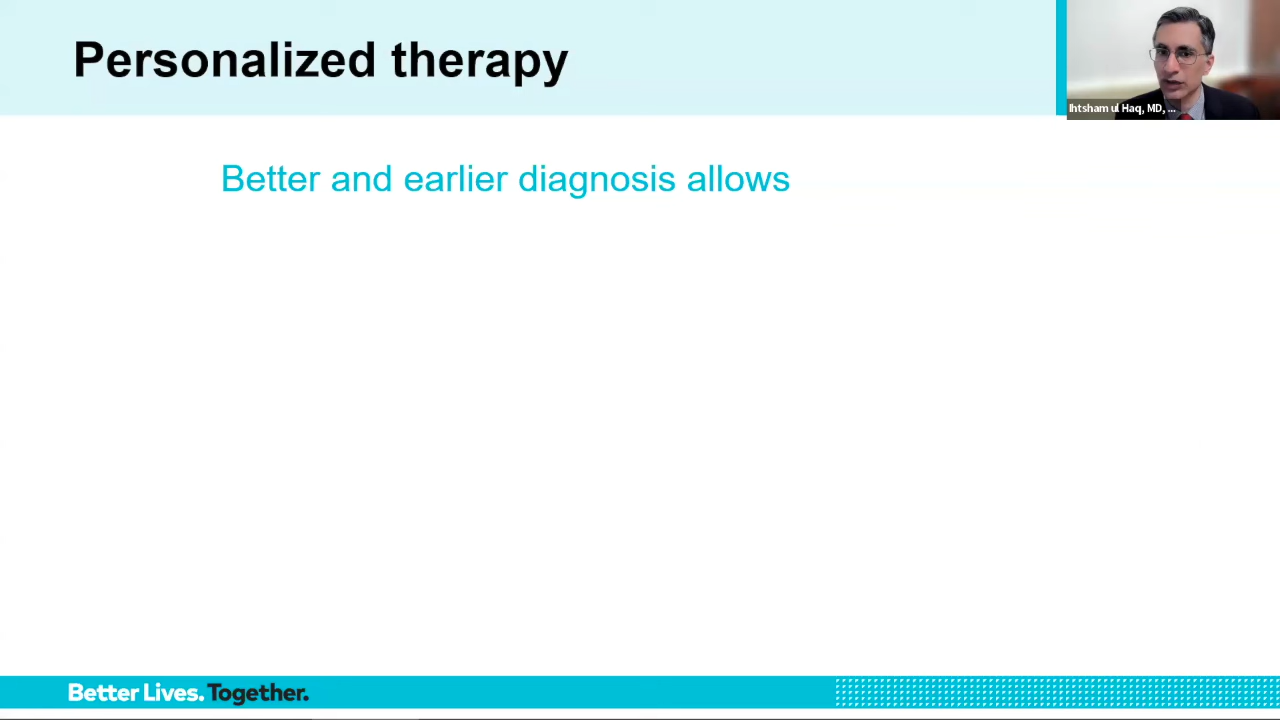 Personalized therapy
Ihtsham ul Haq, MD, ...
Better and earlier diagnosis allows
Better Lives. Together.